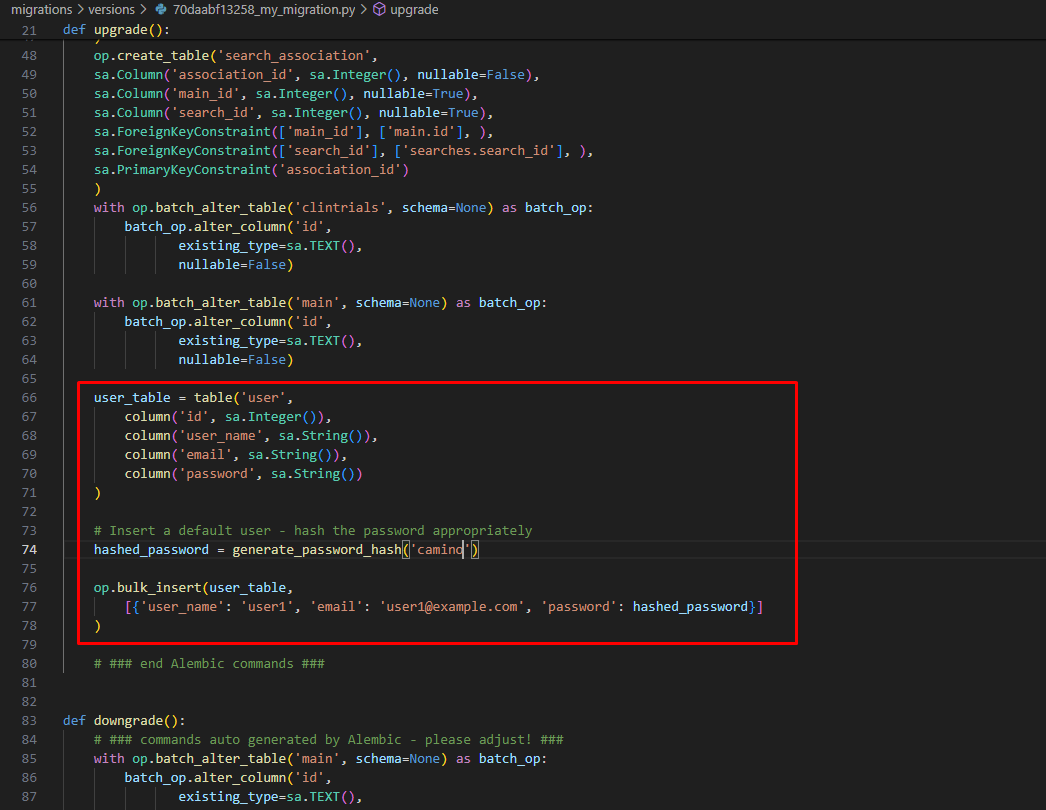 migrations > versions > 70daabf13258_my_migration.py > upgrade
21 def upgrade():
48 op.create_table('search_association',
49 sa.Column('association_id', sa.Integer(), nullable=False),
50 sa.Column('main_id', sa.Integer(), nullable=True),
51 sa.Column('search_id', sa.Integer(), nullable=True),
52 sa.ForeignKeyConstraint(['main_id'], ['main.id'], ),
53 sa.ForeignKeyConstraint(['search_id'], ['searches.search_id'], ),
54 sa.PrimaryKeyConstraint('association_id')
55 )
56 with op.batch_alter_table('clintrials', schema=None) as batch_op:
57 batch_op.alter_column('id',
58 existing_type=sa.TEXT(),
59 nullable=False)
60
61 with op.batch_alter_table('main', schema=None) as batch_op:
62 batch_op.alter_column('id',
63 existing_type=sa.TEXT(),
64 nullable=False)
65
66 user_table = table('user',
67 column('id', sa.Integer()),
68 column('user_name', sa.String()),
69 column('email', sa.String()),
70 column('password', sa.String())
71 )
72
73 # Insert a default user - hash the password appropriately
74 hashed_password = generate_password_hash('camino')
75
76 op.bulk_insert(user_table,
77 [{'user_name': 'user1', 'email': 'user1@example.com', 'password': hashed_password}]
78 )
79
80 # ### end Alembic commands ###
81
82
83 def downgrade():
84 # ### commands auto generated by Alembic - please adjust! ###
85 with op.batch_alter_table('main', schema=None) as batch_op:
86 batch_op.alter_column('id',
87 existing_type=sa.TEXT(),